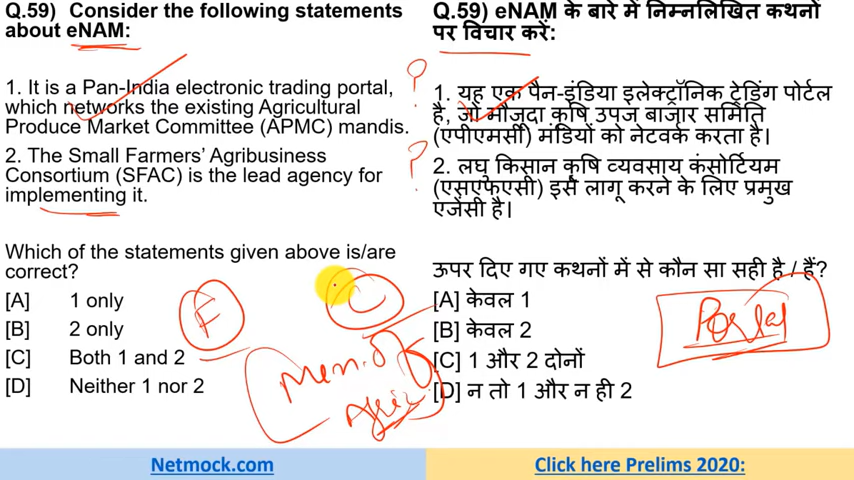 Q.59) Consider the following statements
about eNAM:
1. It is a Pan-India electronic trading portal,
which networks the existing Agricultural
Produce Market Committee (APMC) mandis.
2. The Small Farmers' Agribusiness
Consortium (SFAC) is the lead agency for
implementing it.
Which of the statements given above is/are
correct?
[A] 1 only
[B] 2 only
[C] Both 1 and 2
[D] Neither 1 nor 2
Q.59) eNAM के बारे में निम्नलिखित कथनों
पर विचार करें:
1. यह एक पैन-इंडिया इलेक्ट्रॉनिक ट्रेडिंग पोर्टल
है, जो मौजूदा कृषि उपज बाजार समिति
(एपीएमसी) मंडियों को नेटवर्क करता है।
2. लघु किसान कृषि व्यवसाय कंसोर्टियम
(एसएफएसी) इसे लागू करने के लिए प्रमुख
एजेंसी है।
ऊपर दिए गए कथनों में से कौन सा सही है / हैं?
[A] केवल 1
[B] केवल 2
[C] 1 और 2 दोनों
[D] न तो 1 और न ही 2
?
?
F
C
Portal
Netmock.com
Click here Prelims 2020: